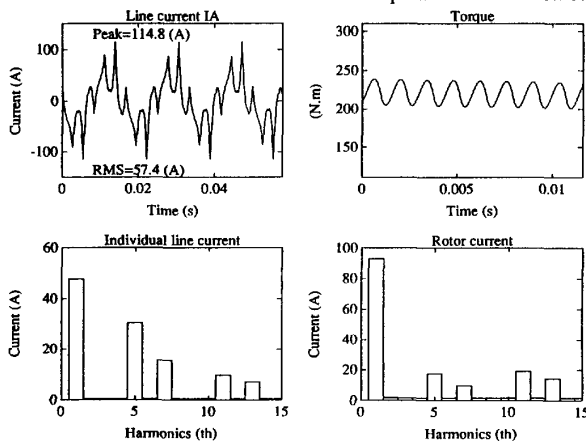 Line current IA
Peak=114.8 (A)
100
0
-100
Current (A)
RMS=57.4 (A)
0
0.02
0.04
Time (s)
Torque
300
250
200
150
(N.m)
0
0.005
0.01
Time (s)
Individual line current
60
40
20
0
Current (A)
0
5
10
15
Harmonics (th)
Rotor current
100
80
60
40
20
0
Current (A)
0
5
10
15
Harmonics (th)